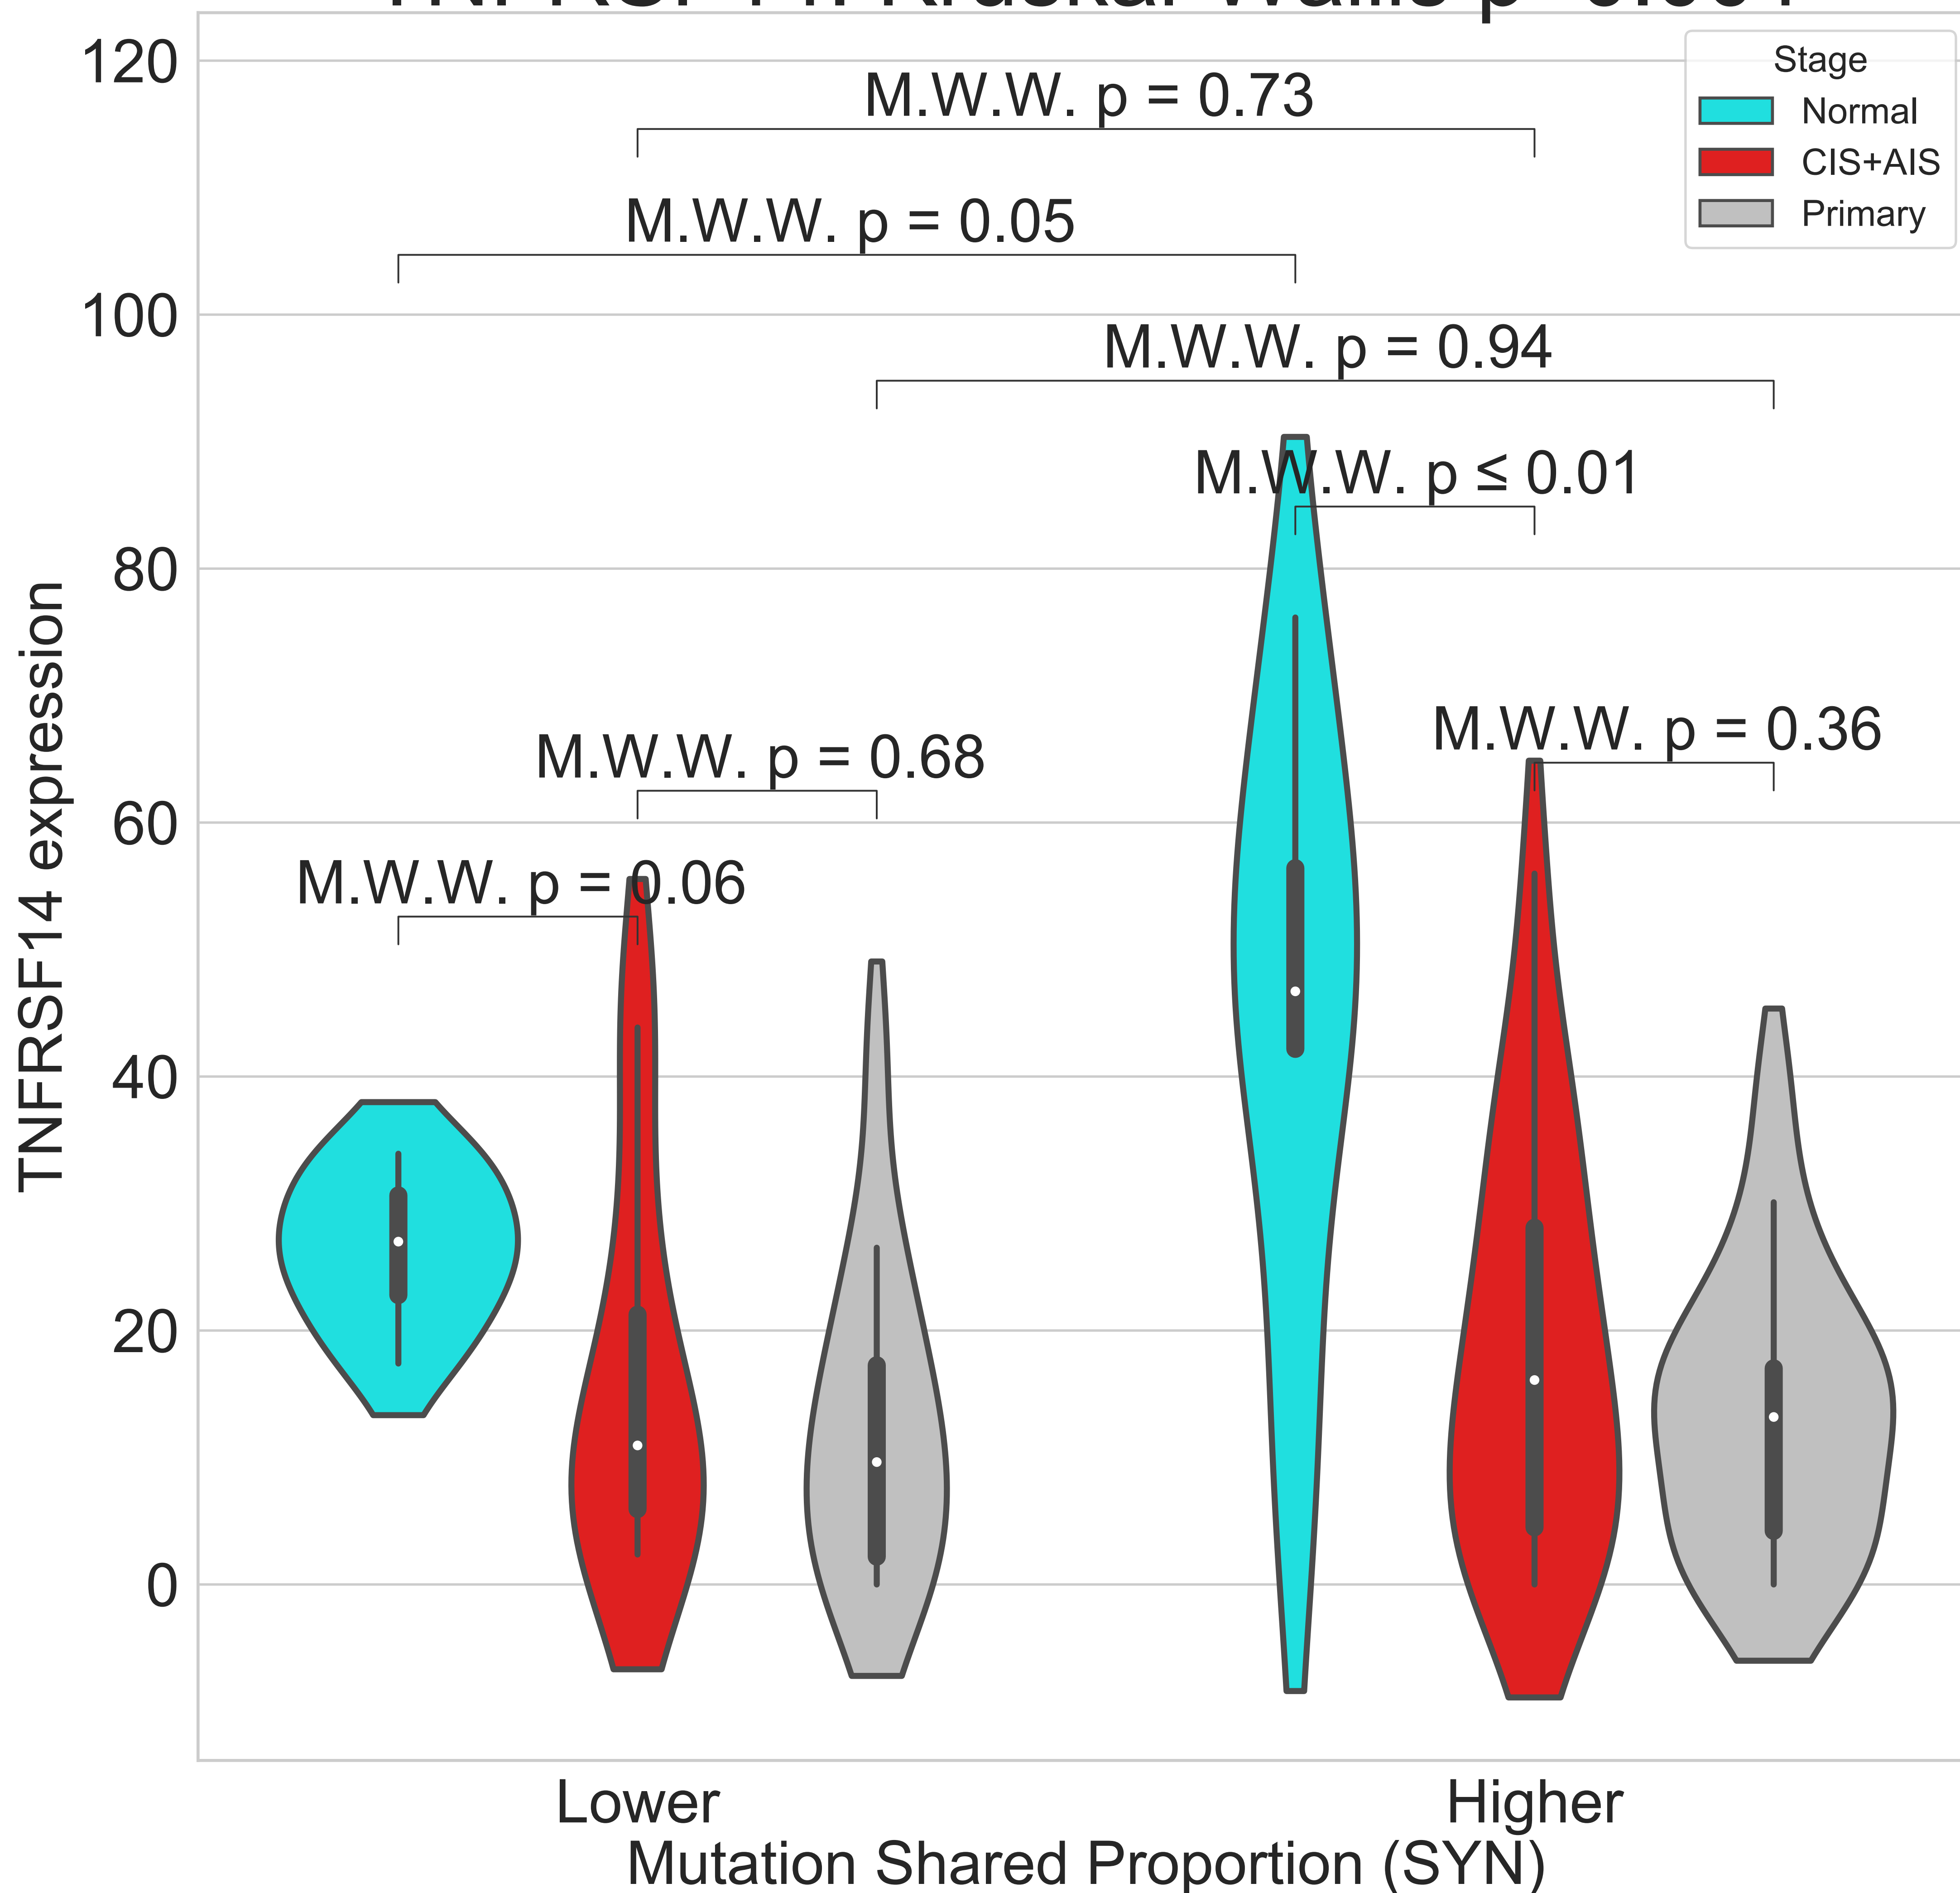 120
100
80
60
40
20
0
TNFRSF14 expression
M.W.W. p = 0.73
M.W.W. p = 0.05
M.W.W. p = 0.94
M.W.W. p ≤ 0.01
M.W.W. p = 0.68
M.W.W. p = 0.36
M.W.W. p = 0.06
Stage
Normal
CIS+AIS
Primary
Lower
Higher
Mutation Shared Proportion (SYN)